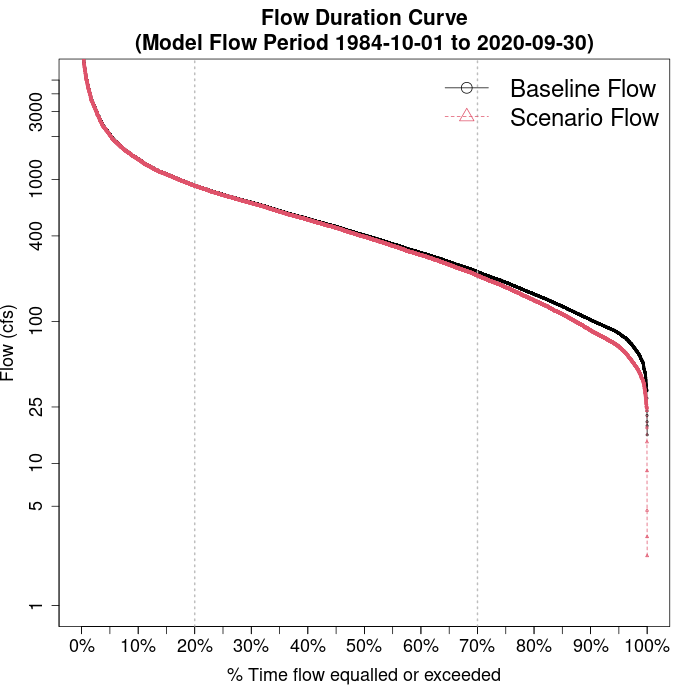 Flow Duration Curve
(Model Flow Period 1984-10-01 to 2020-09-30)
Baseline Flow
Scenario Flow
Flow (cfs)
3000
1000
400
100
25
10
5
1
0% 10% 20% 30% 40% 50% 60% 70% 80% 90% 100%
% Time flow equalled or exceeded